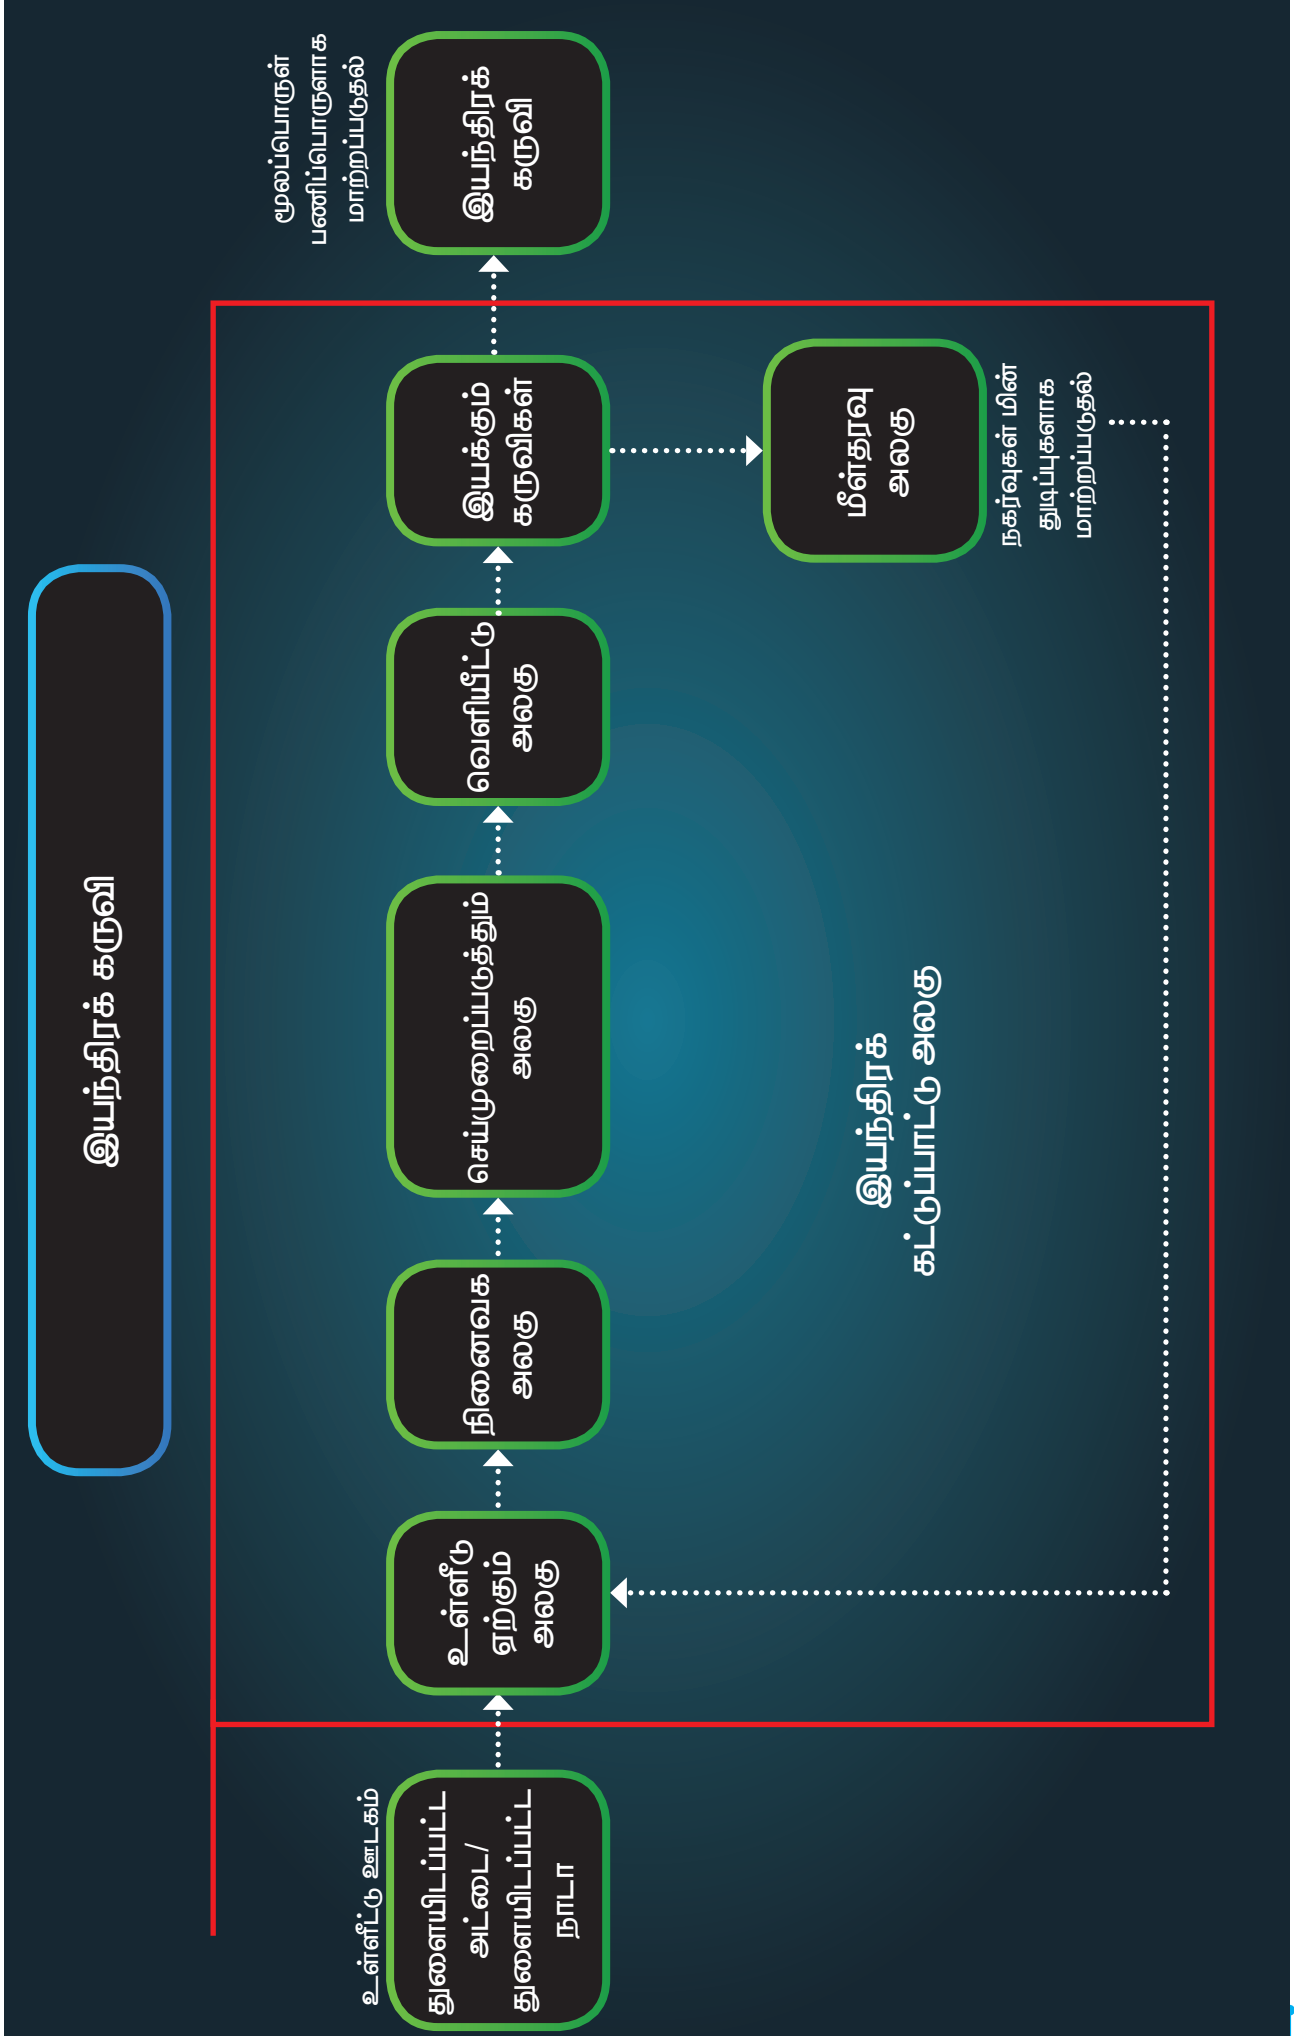 இயந்திரக் கருவி
உள்ளீட்டு ஊடகம்
துளையிடப்பட்ட
அட்டை/
துளையிடப்பட்ட
நாடா
உள்ளீடு
ஏற்கும்
அலகு
நினைவக
அலகு
செய்முறைப்படுத்தும்
அலகு
வெளியீட்டு
அலகு
இயக்கும்
கருவிகள்
மூலப்பொருள்
பணிப்பொருளாக
மாற்றப்படுதல்
இயந்திரக்
கருவி
மீள்தரவு
அலகு
நகர்வுகள் மின்
துடிப்புகளாக
மாற்றப்படுதல்
இயந்திரக்
கட்டுப்பாட்டு அலகு